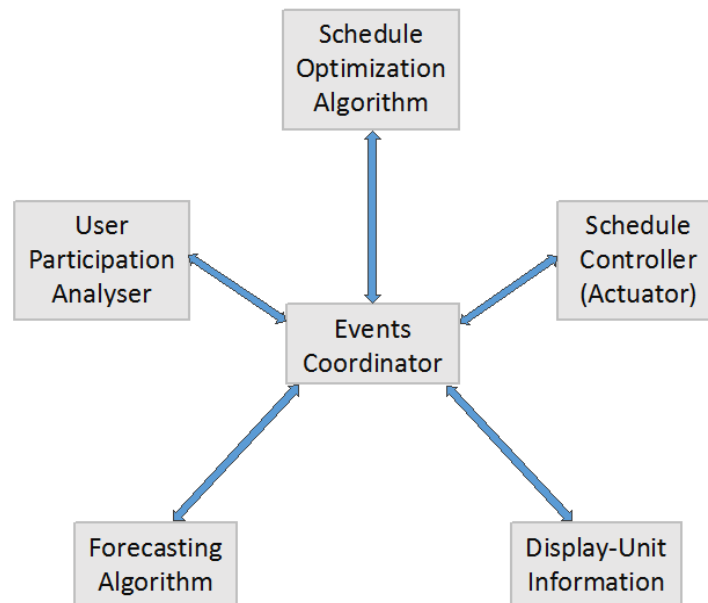 Schedule
Optimization
Algorithm
User
Participation
Analyser
Schedule
Controller
(Actuator)
Events
Coordinator
Forecasting
Algorithm
Display-Unit
Information